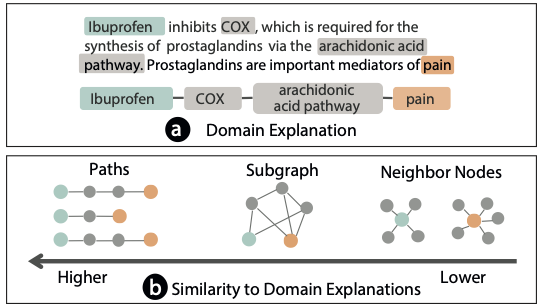 Ibuprofen inhibits COX, which is required for the
synthesis of prostaglandins via the arachidonic acid
pathway. Prostaglandins are important mediators of pain
Ibuprofen COX arachidonic acid pathway pain
a Domain Explanation
Paths Subgraph Neighbor Nodes
Higher Lower
b Similarity to Domain Explanations